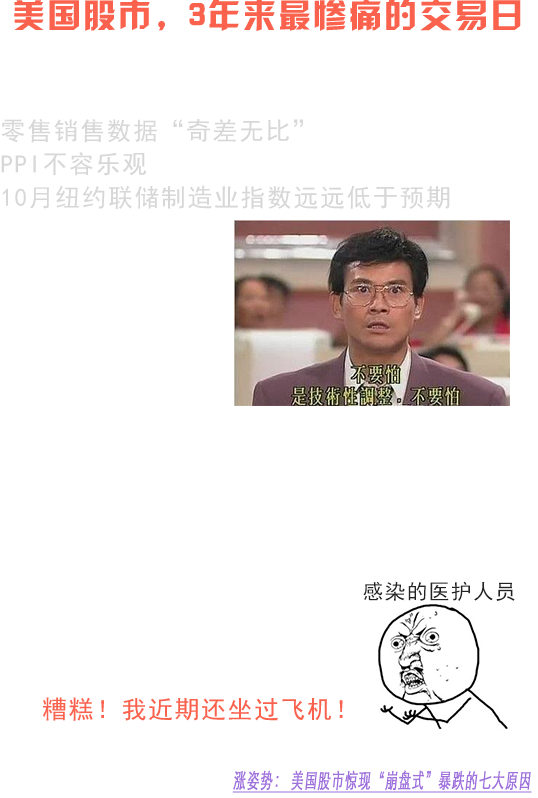 美国股市，3年来最惨痛的交易日
零售销售数据“奇差无比”
PPI不容乐观
10月纽约联储制造业指数远远低于预期
不要怕
是技術性調整．不要怕
感染的医护人员
糟糕！我近期还坐过飞机！
涨姿势：美国股市惊现“崩盘式”暴跌的七大原因